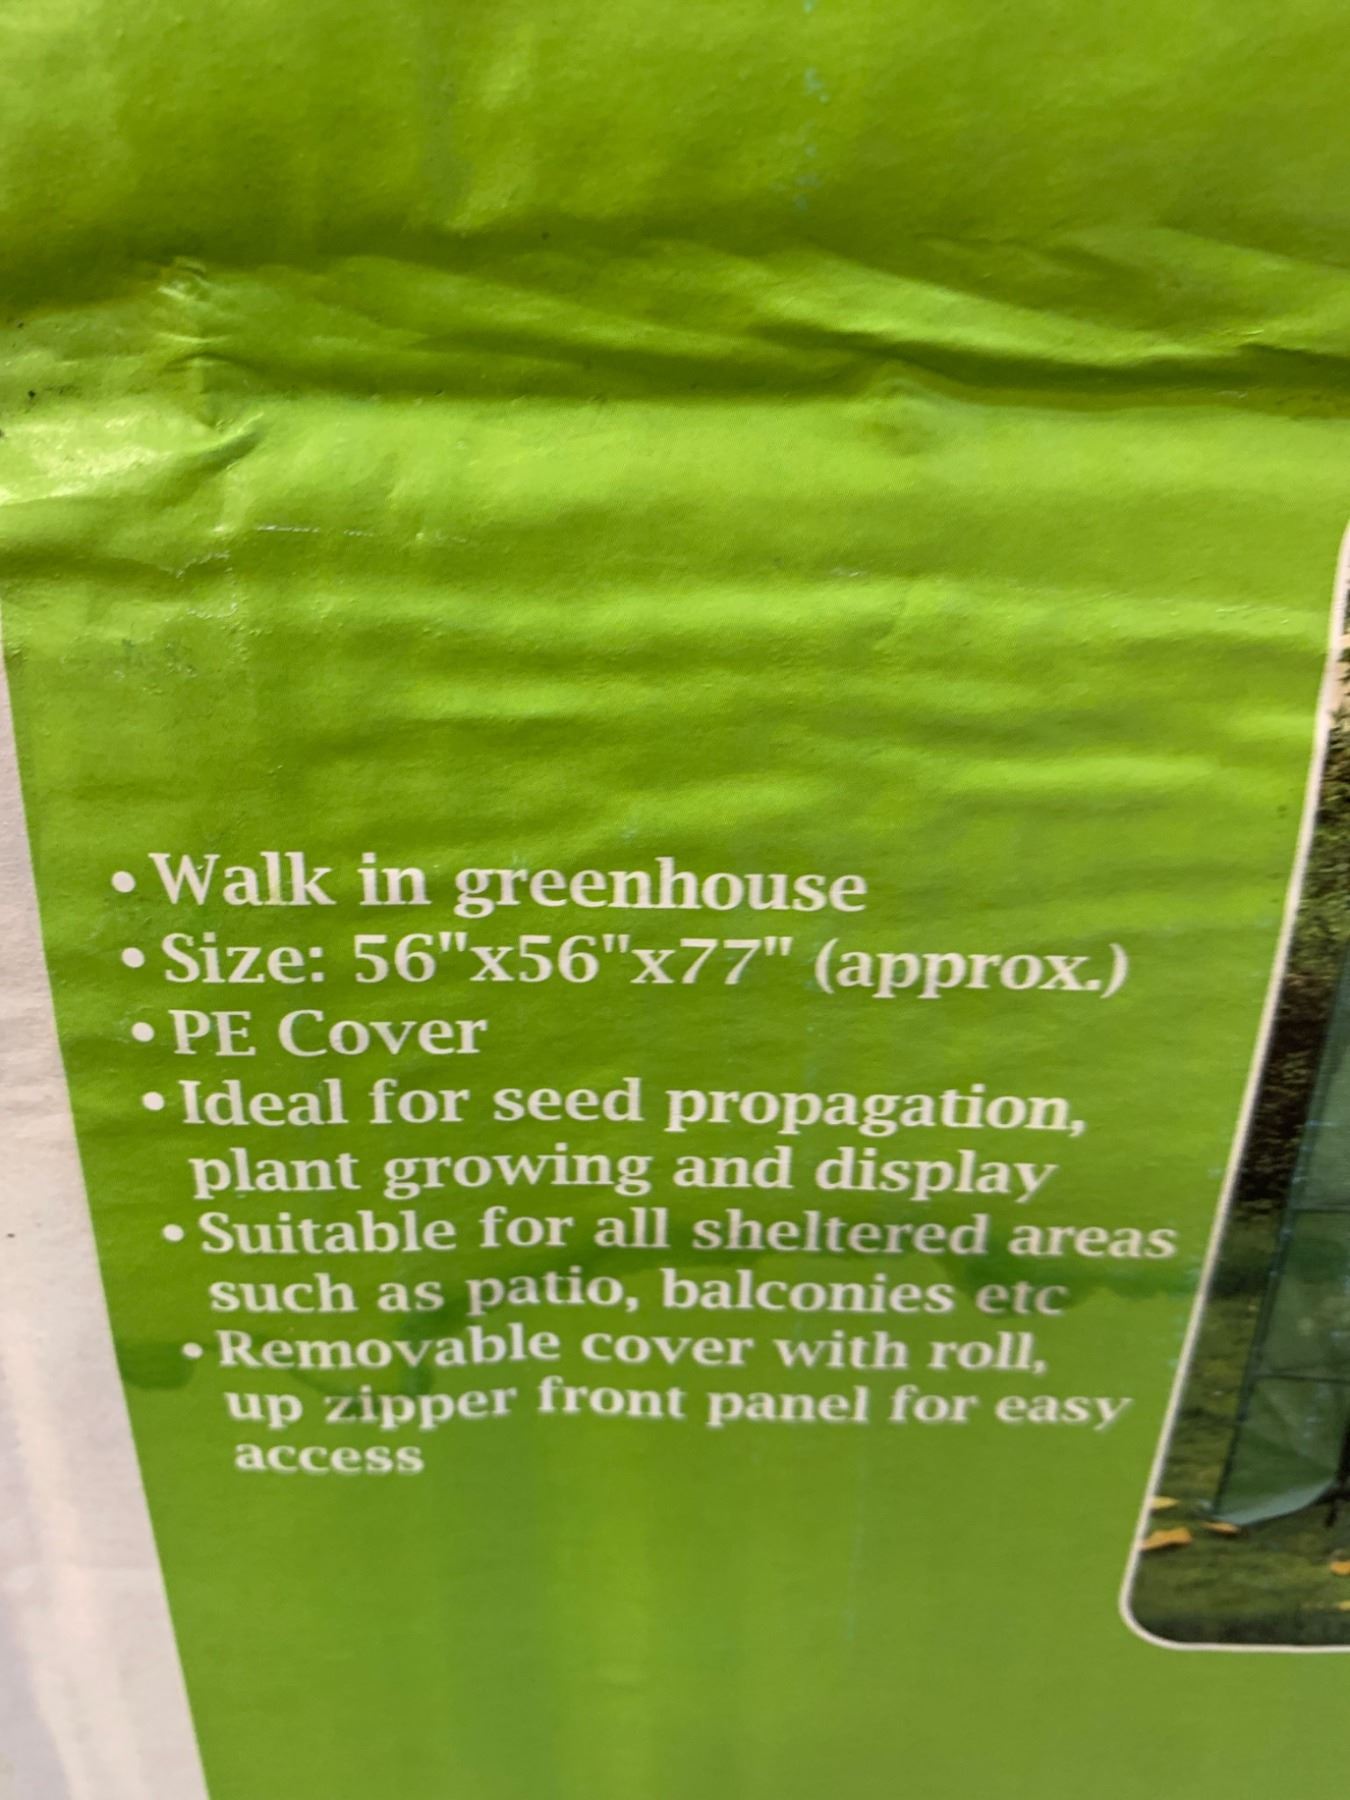 • Walk in greenhouse
• Size: 56"x56"x77" (approx.)
• PE Cover
• Ideal for seed propagation,
plant growing and display
• Suitable for all sheltered areas
such as patio, balconies etc
• Removable cover with roll,
up zipper front panel for easy
access